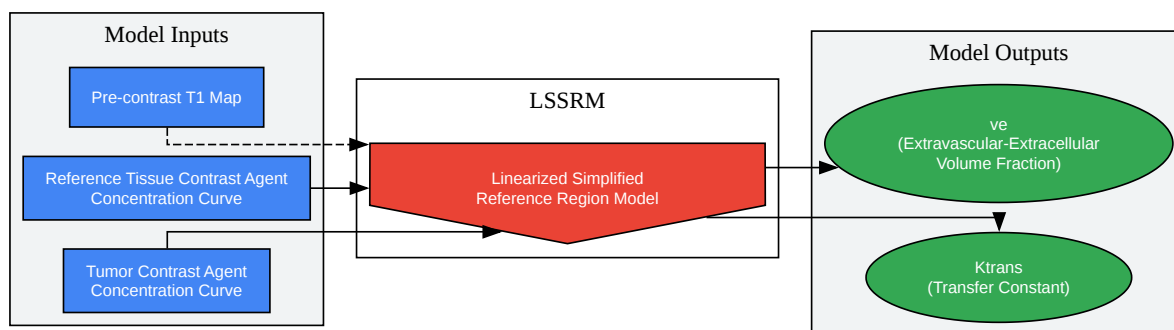 Model Inputs
Pre-contrast T1 Map
Reference Tissue Contrast Agent
Concentration Curve
Tumor Contrast Agent
Concentration Curve
LSSRM
Linearized Simplified
Reference Region Model
Model Outputs
ve
(Extravascular-Extracellular
Volume Fraction)
Ktrans
(Transfer Constant)